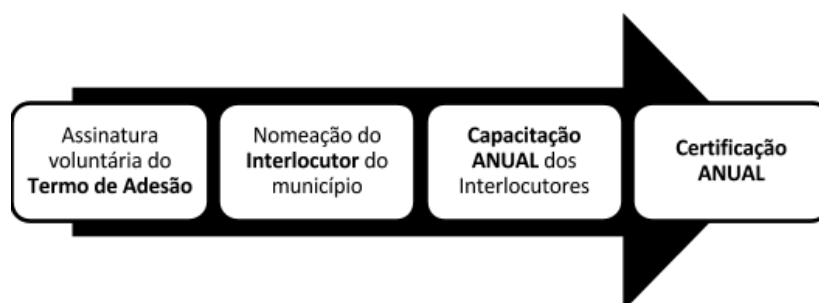 Assinatura
voluntária do
Termo de Adesão
Nomeação do
Interlocutor do
município
Capacitação
ANUAL dos
Interlocutores
Certificação
ANUAL